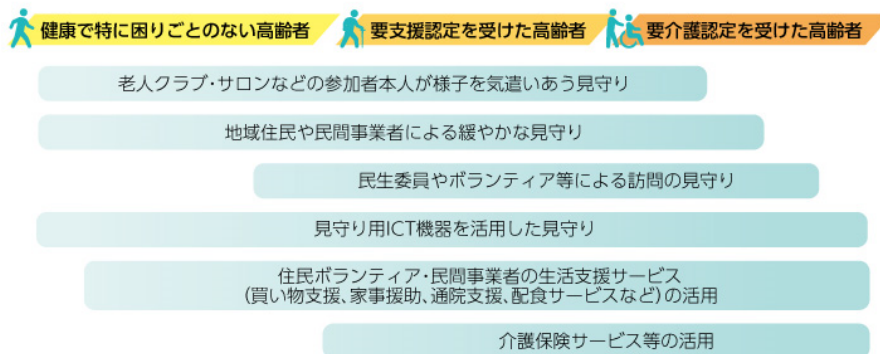 健康で特に困りごとのない高齢者
要支援認定を受けた高齢者
要介護認定を受けた高齢者
老人クラブ・サロンなどの参加者本人が様子を気遣いあう見守り
地域住民や民間事業者による緩やかな見守り
民生委員やボランティア等による訪問の見守り
見守り用ICT機器を活用した見守り
住民ボランティア・民間事業者の生活支援サービス
(買い物支援、家事援助、通院支援、配食サービスなど)の活用
介護保険サービス等の活用